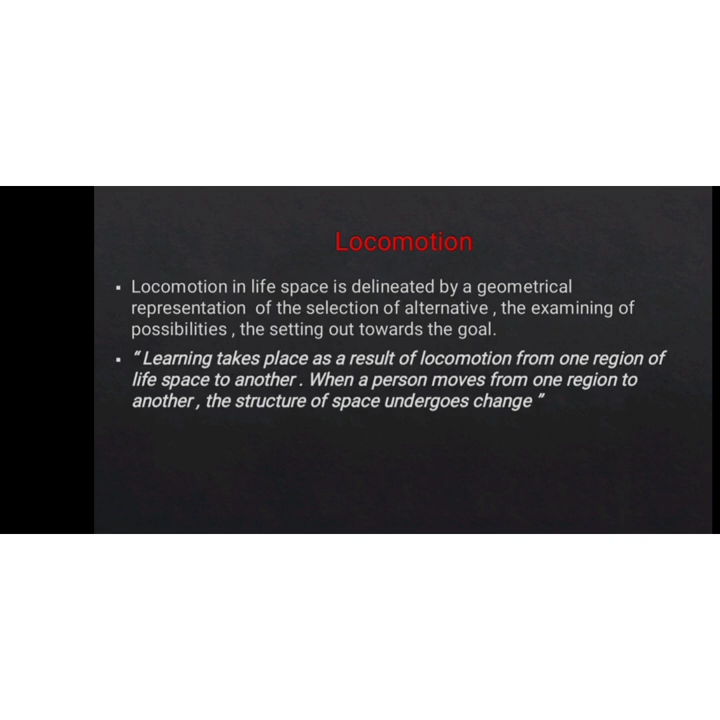 Locomotion
▪ Locomotion in life space is delineated by a geometrical
representation of the selection of alternative , the examining of
possibilities , the setting out towards the goal.
▪ “ Learning takes place as a result of locomotion from one region of
life space to another . When a person moves from one region to
another , the structure of space undergoes change ”